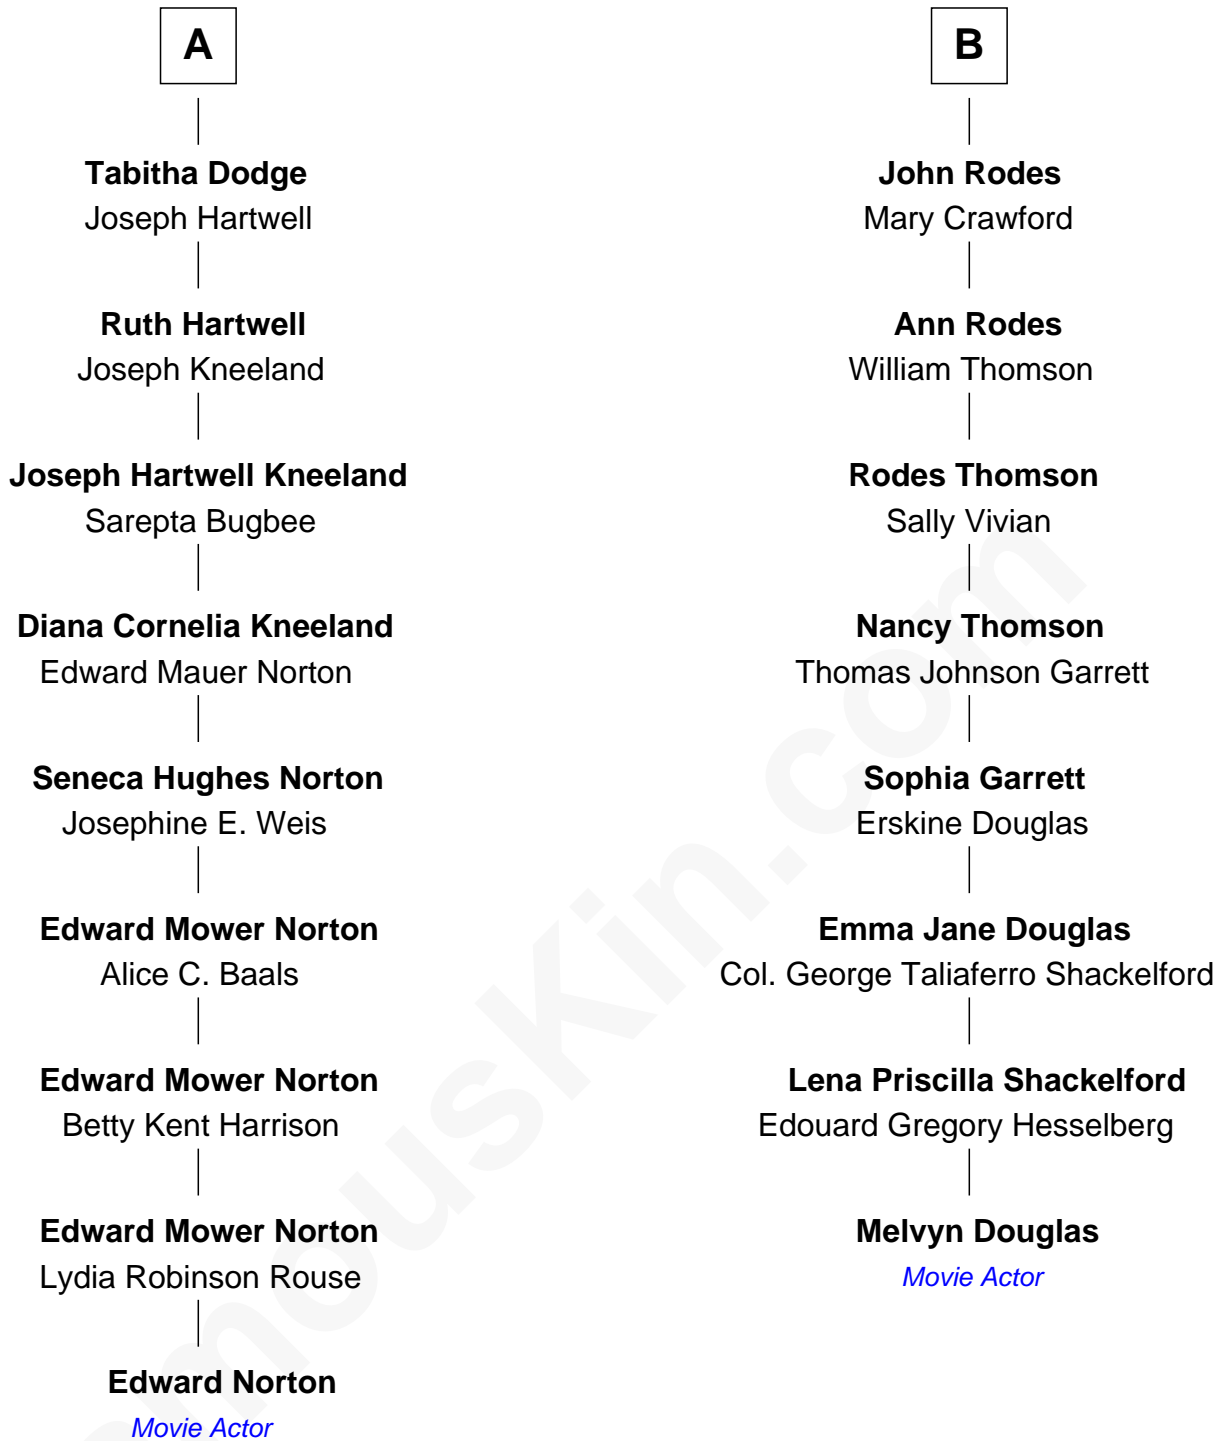 A
Tabitha Dodge
Joseph Hartwell
Ruth Hartwell
Joseph Kneeland
Joseph Hartwell Kneeland
Sarepta Bugbee
Diana Cornelia Kneeland
Edward Mauer Norton
Seneca Hughes Norton
Josephine E. Weis
Edward Mower Norton
Alice C. Baals
Edward Mower Norton
Betty Kent Harrison
Edward Mower Norton
Lydia Robinson Rouse
Edward Norton
Movie Actor
B
John Rodes
Mary Crawford
Ann Rodes
William Thomson
Rodes Thomson
Sally Vivian
Nancy Thomson
Thomas Johnson Garrett
Sophia Garrett
Erskine Douglas
Emma Jane Douglas
Col. George Taliaferro Shackelford
Lena Priscilla Shackelford
Edouard Gregory Hesselberg
Melvyn Douglas
Movie Actor
mousKin.com